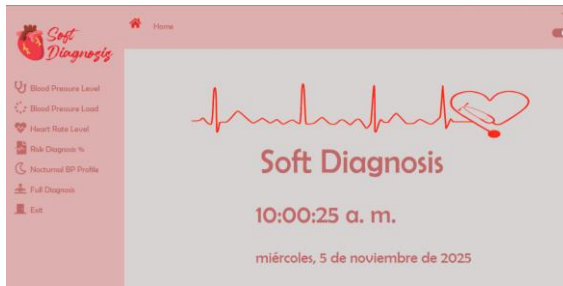 Soft
Diagnosis
Home
Blood Pressure Level
Blood Pressure Load
Heart Rate Level
Risk Diagnosis %
Nocturnal BP Profile
Full Diagnosis
Exit
Soft Diagnosis
10:00:25 a. m.
miércoles, 5 de noviembre de 2025